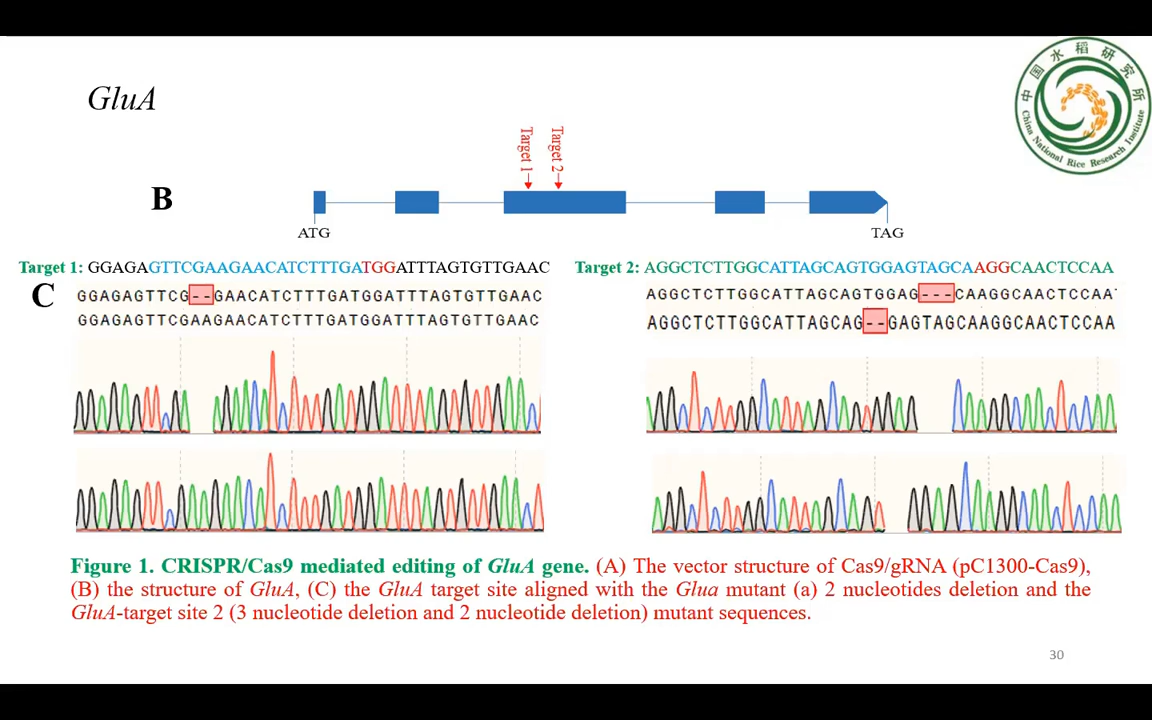 中国水稻研究所
China National Rice Research Institute
GluA
Target 1
Target 2
B
ATG
TAG
Target 1: GGAGAGTTCGAAGAACATCTTTGATGGATTTAGTGTTGAAC
Target 2: AGGCTCTTGGCATTAGCAGTGGAGTAGCAAGGCAACTCCAA
C
GGAGAGTTCG--GAACATCTTTGATGGATTTAGTGTTGAAC
AGGCTCTTGGCATTAGCAGTGGAG---CAAGGCAACTCCAA
GGAGAGTTCGAAGAACATCTTTGATGGATTTAGTGTTGAAC
AGGCTCTTGGCATTAGCAG--GAGTAGCAAGGCAACTCCAA
Figure 1. CRISPR/Cas9 mediated editing of GluA gene. (A) The vector structure of Cas9/gRNA (pC1300-Cas9),
(B) the structure of GluA, (C) the GluA target site aligned with the Glua mutant (a) 2 nucleotides deletion and the
GluA-target site 2 (3 nucleotide deletion and 2 nucleotide deletion) mutant sequences.
30